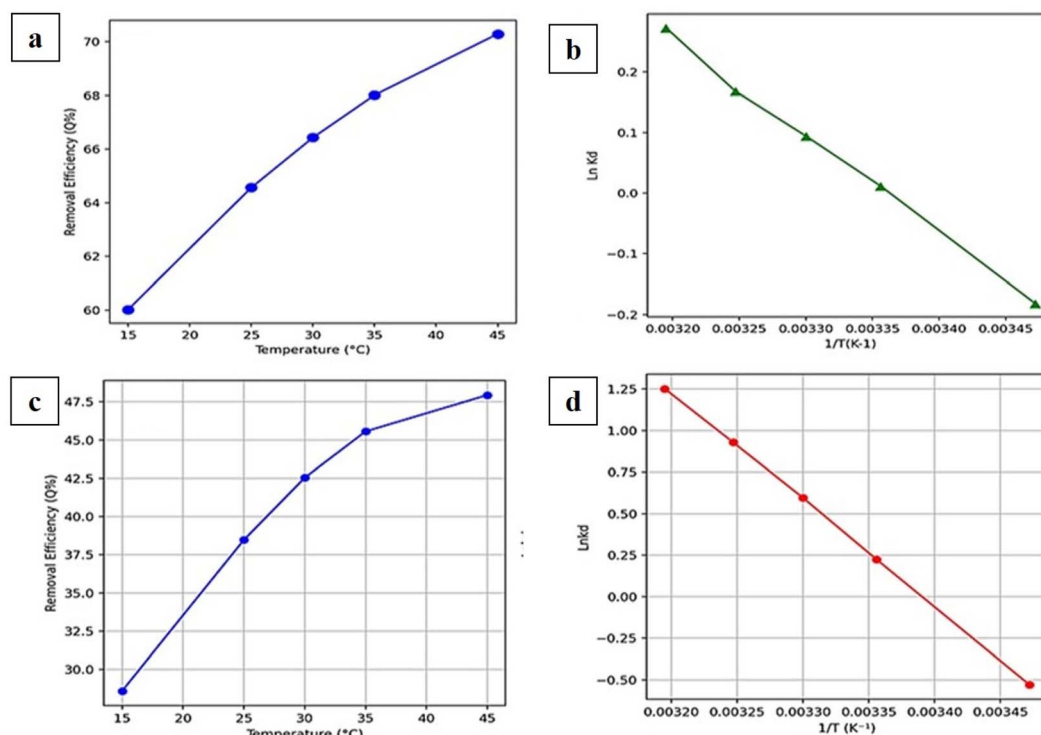 a
70
68
66
64
62
60
Removal Efficiency (Q%)
15 20 25 30 35 40 45
Temperature (°C)
b
0.2
0.1
0.0
−0.1
−0.2
Ln Kd
0.00320 0.00325 0.00330 0.00335 0.00340 0.00345
1/T(K-1)
c
47.5
45.0
42.5
40.0
37.5
35.0
32.5
30.0
Removal Efficiency (Q%)
15 20 25 30 35 40 45
Temperature (°C)
d
1.25
1.00
0.75
0.50
0.25
0.00
−0.25
−0.50
Lnkd
0.00320 0.00325 0.00330 0.00335 0.00340 0.00345
1/T (K⁻¹)